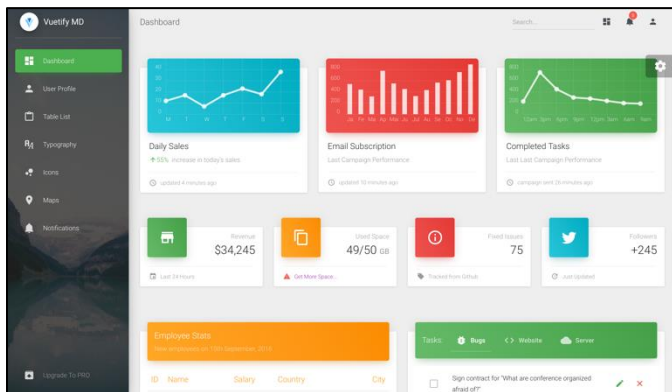 Vuetify MD
Dashboard
Search...
Dashboard
User Profile
Table List
Typography
Icons
Maps
Notifications
Upgrade To PRO
Daily Sales
55% increase in today's sales
updated 4 minutes ago
Email Subscription
Last Campaign Performance
updated 10 minutes ago
Completed Tasks
Last Last Campaign Performance
campaign sent 26 minutes ago
Revenue
$34,245
Last 24 hours
Used Space
49/50 GB
Get More Space...
Fixed Issues
75
Tracked from Github
Followers
+245
Just Updated
Employee Stats
New employees on 15th September, 2016
ID Name Salary Country City
Tasks: Bugs Website Server
Sign contract for "What are conference organized
afraid of?"